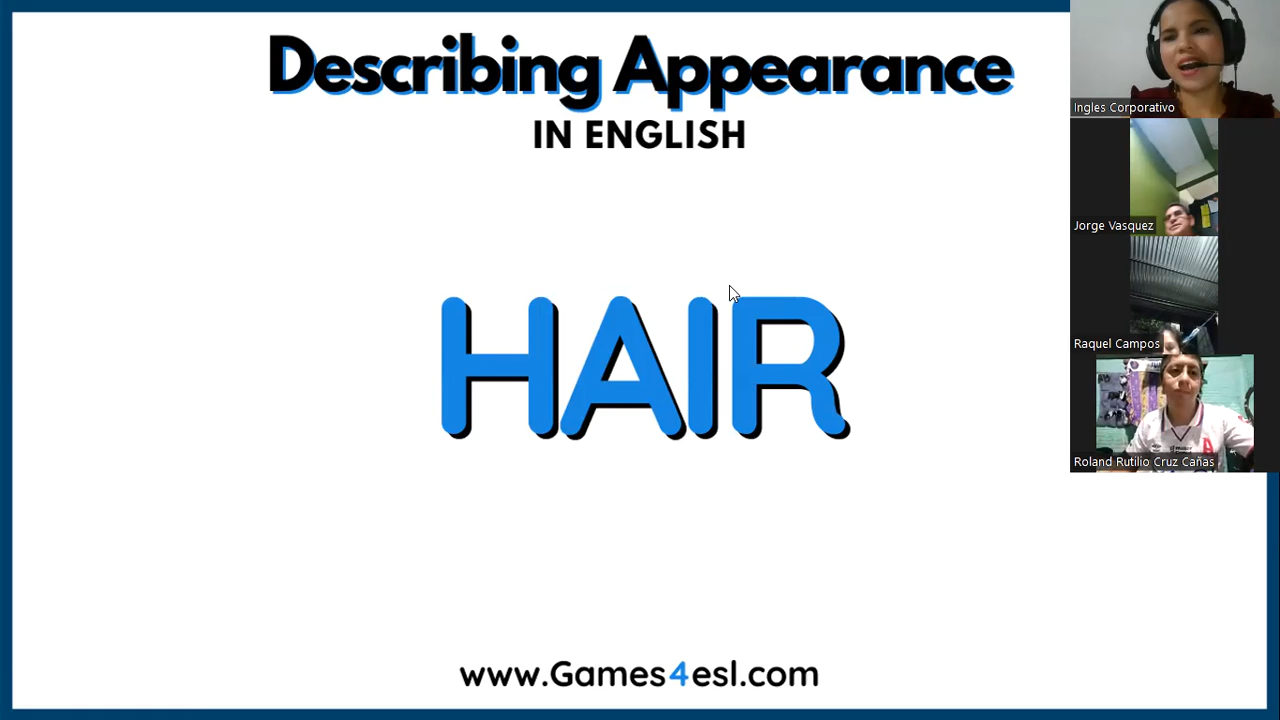 Describing Appearance
IN ENGLISH
HAIR
www.Games4esl.com
Ingles Corporativo
Jorge Vasquez
Raquel Campos
Roland Rutilio Cruz Cañas